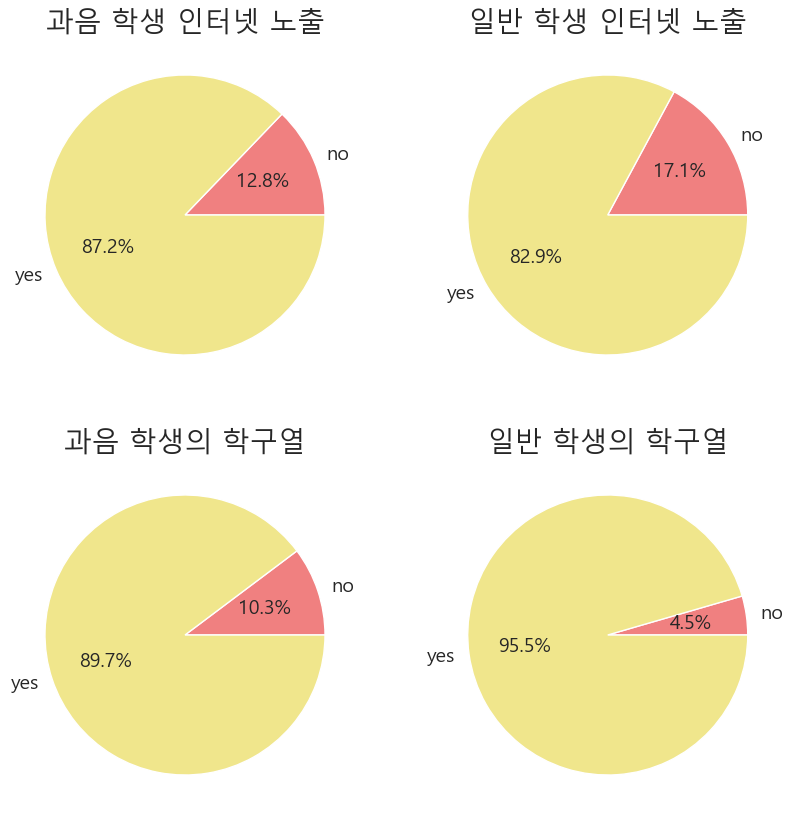 과음 학생 인터넷 노출
no
12.8%
87.2%
yes
일반 학생 인터넷 노출
no
17.1%
82.9%
yes
과음 학생의 학구열
no
10.3%
89.7%
yes
일반 학생의 학구열
no
4.5%
95.5%
yes